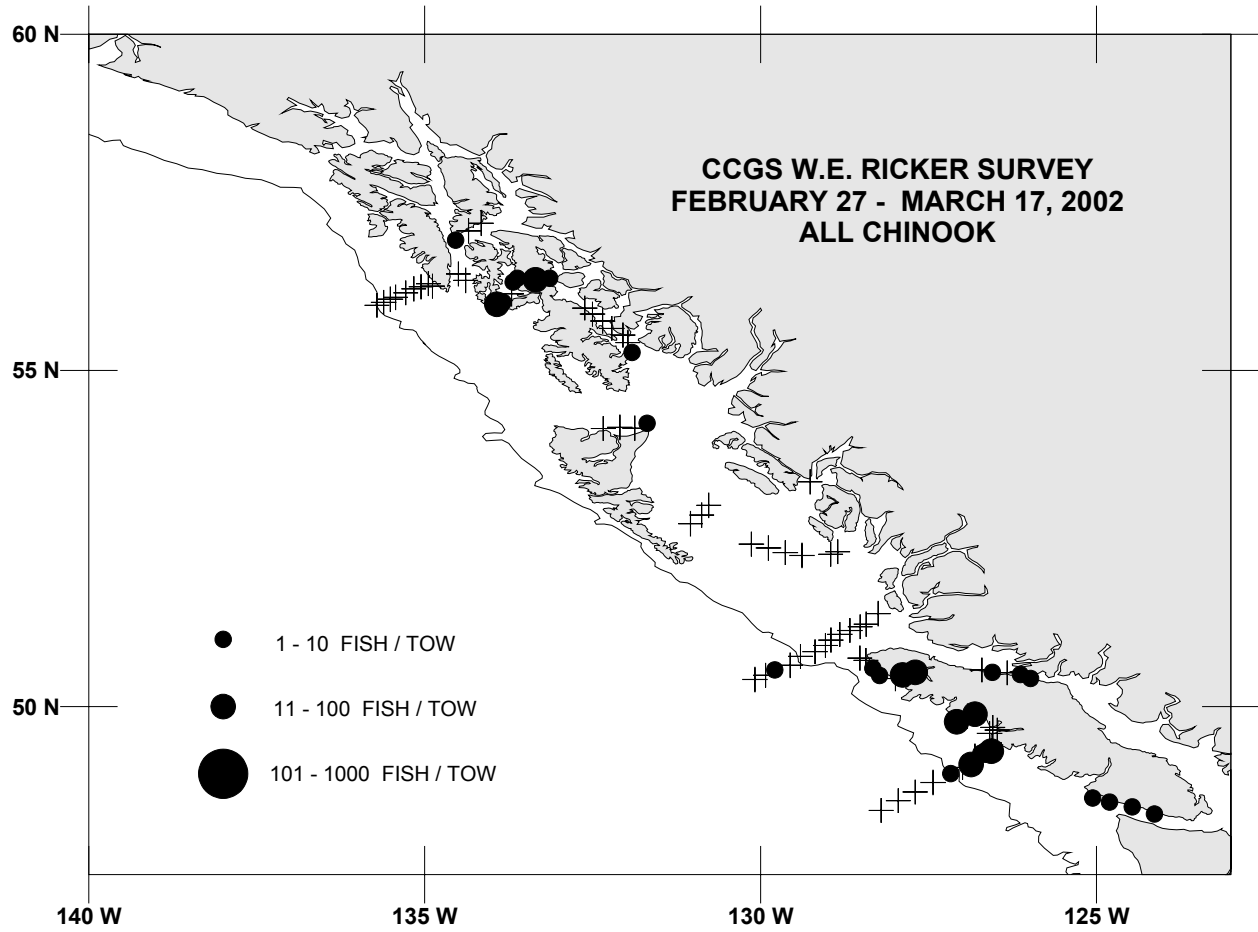 60 N
CCGS W.E. RICKER SURVEY
FEBRUARY 27 - MARCH 17, 2002
ALL CHINOOK
55 N
1 - 10 FISH / TOW
50 N
11 - 100 FISH / TOW
101 - 1000 FISH / TOW
140 W 135 W 130 W 125 W